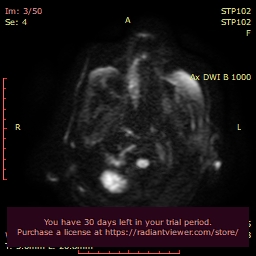 Im: 3/50
Se: 4
A
STP102
STP102
F
Ax DWI B 1000
R
L
You have 30 days left in your trial period.
Purchase a license at https://radiantviewer.com/store/